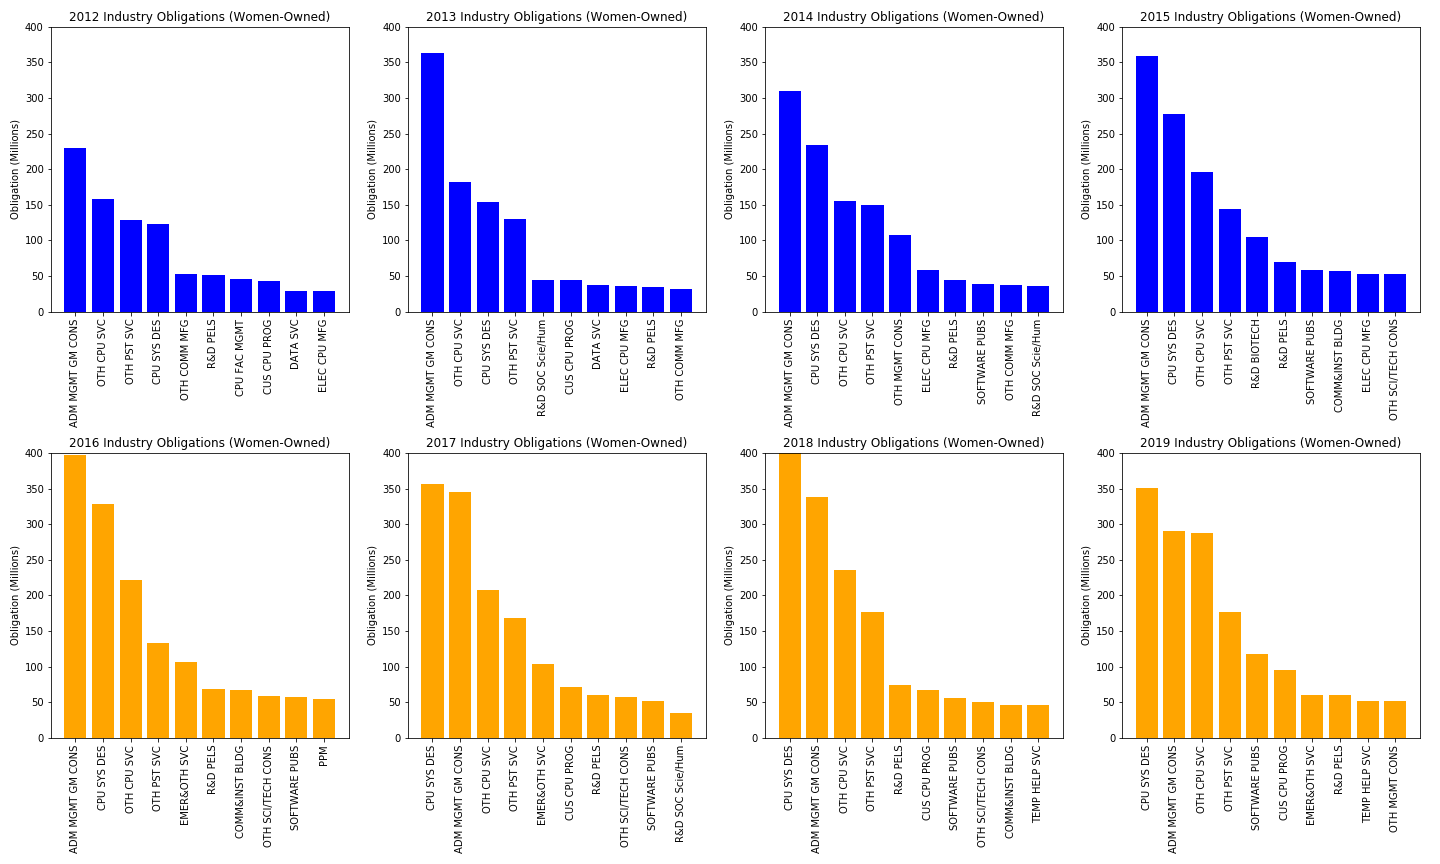 2012 Industry Obligations (Women-Owned)
Obligation (Millions)
400
350
300
250
200
150
100
50
0
ADM MGMT GM CONS
OTH CPU SVC
OTH PST SVC
CPU SYS DES
OTH COMM MFG
R&D PELS
CPU FAC MGMT
CUS CPU PROG
DATA SVC
ELEC CPU MFG
2013 Industry Obligations (Women-Owned)
Obligation (Millions)
400
350
300
250
200
150
100
50
0
ADM MGMT GM CONS
OTH CPU SVC
CPU SYS DES
OTH PST SVC
R&D SOC Scie/Hum
CUS CPU PROG
DATA SVC
ELEC CPU MFG
R&D PELS
OTH COMM MFG
2014 Industry Obligations (Women-Owned)
Obligation (Millions)
400
350
300
250
200
150
100
50
0
ADM MGMT GM CONS
CPU SYS DES
OTH CPU SVC
OTH PST SVC
OTH MGMT CONS
ELEC CPU MFG
R&D PELS
SOFTWARE PUBS
OTH COMM MFG
R&D SOC Scie/Hum
2015 Industry Obligations (Women-Owned)
Obligation (Millions)
400
350
300
250
200
150
100
50
0
ADM MGMT GM CONS
CPU SYS DES
OTH CPU SVC
OTH PST SVC
R&D BIOTECH
R&D PELS
SOFTWARE PUBS
COMM&INST BLDG
ELEC CPU MFG
OTH SCI/TECH CONS
2016 Industry Obligations (Women-Owned)
Obligation (Millions)
400
350
300
250
200
150
100
50
0
ADM MGMT GM CONS
CPU SYS DES
OTH CPU SVC
OTH PST SVC
EMER&OTH SVC
R&D PELS
COMM&INST BLDG
OTH SCI/TECH CONS
SOFTWARE PUBS
PPM
2017 Industry Obligations (Women-Owned)
Obligation (Millions)
400
350
300
250
200
150
100
50
0
CPU SYS DES
ADM MGMT GM CONS
OTH CPU SVC
OTH PST SVC
EMER&OTH SVC
CUS CPU PROG
R&D PELS
OTH SCI/TECH CONS
SOFTWARE PUBS
R&D SOC Scie/Hum
2018 Industry Obligations (Women-Owned)
Obligation (Millions)
400
350
300
250
200
150
100
50
0
CPU SYS DES
ADM MGMT GM CONS
OTH CPU SVC
OTH PST SVC
R&D PELS
CUS CPU PROG
SOFTWARE PUBS
OTH SCI/TECH CONS
COMM&INST BLDG
TEMP HELP SVC
2019 Industry Obligations (Women-Owned)
Obligation (Millions)
400
350
300
250
200
150
100
50
0
CPU SYS DES
ADM MGMT GM CONS
OTH CPU SVC
OTH PST SVC
SOFTWARE PUBS
CUS CPU PROG
EMER&OTH SVC
R&D PELS
TEMP HELP SVC
OTH MGMT CONS